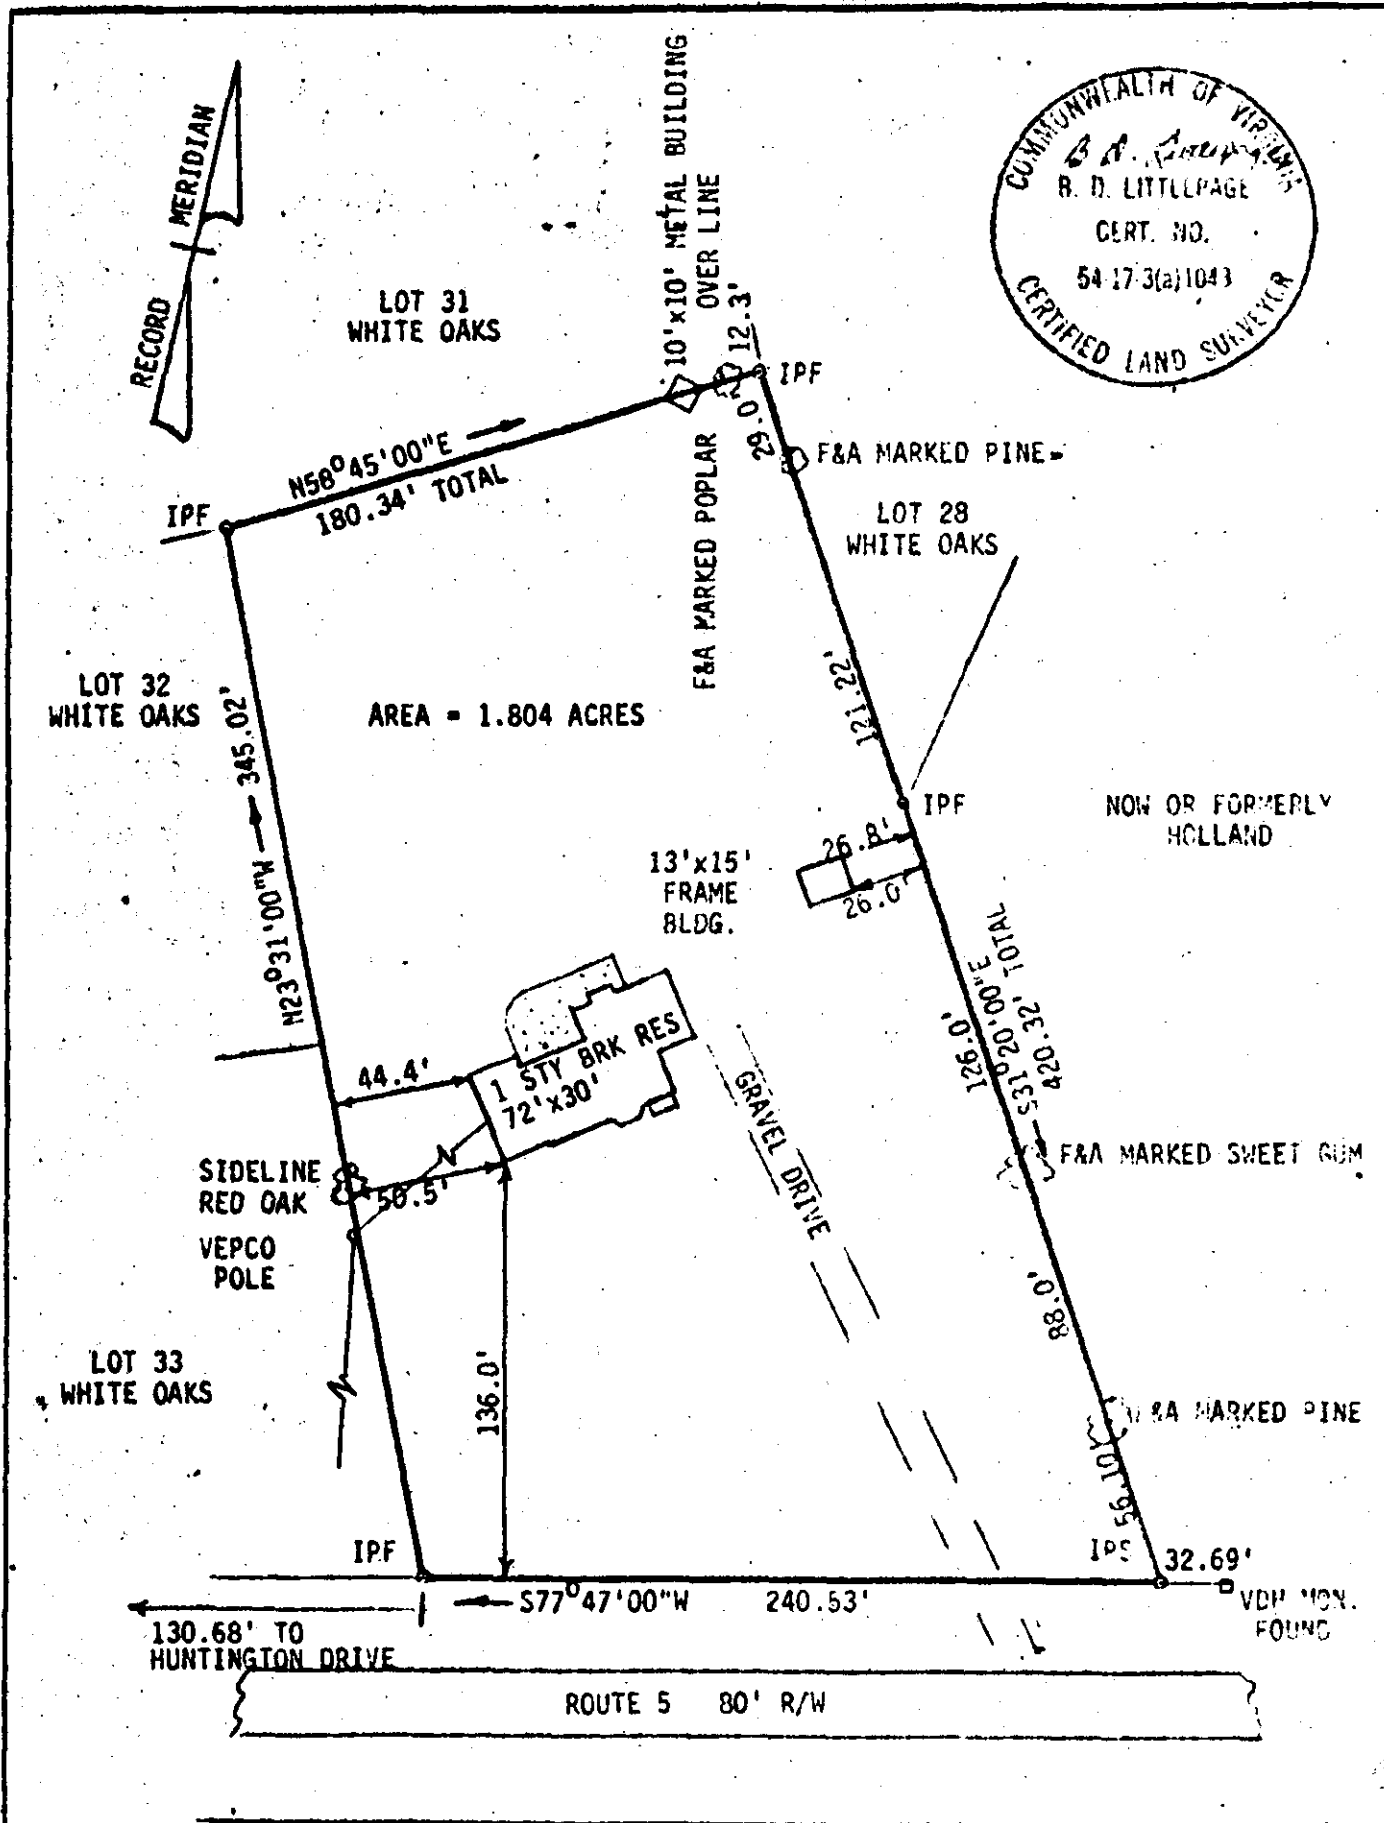 MERIDIAN
RECORD
10'x10' METAL BUILDING
OVER LINE
12.3'
COMMONWEALTH OF VIRGINIA
B. D. LITTLEPAGE
CERT. NO.
54-17-3(a)1043
CERTIFIED LAND SURVEYOR
LOT 31
WHITE OAKS
IPF
N58°45'00"E
180.34' TOTAL
IPF
29.0'
F&A MARKED PINE
F&A MARKED POPLAR
LOT 28
WHITE OAKS
LOT 32
WHITE OAKS
AREA = 1.804 ACRES
N23°31'00"W 345.02'
121.22'
IPF
NOW OR FORMERLY
HOLLAND
13'x15'
FRAME
BLDG.
26.8'
26.0'
126.0'
S31°20'00"E
420.32' TOTAL
1 STY BRK RES
72'x30'
44.4'
GRAVEL DRIVE
F&A MARKED SWEET GUM
SIDELINE
RED OAK
N
50.5'
VEPCO
POLE
88.0'
LOT 33
WHITE OAKS
136.0'
&A MARKED PINE
56.10'
IPF
IPS
32.69'
S77°47'00"W 240.53'
VDH MON.
FOUND
130.68' TO
HUNTINGTON DRIVE
ROUTE 5 80' R/W